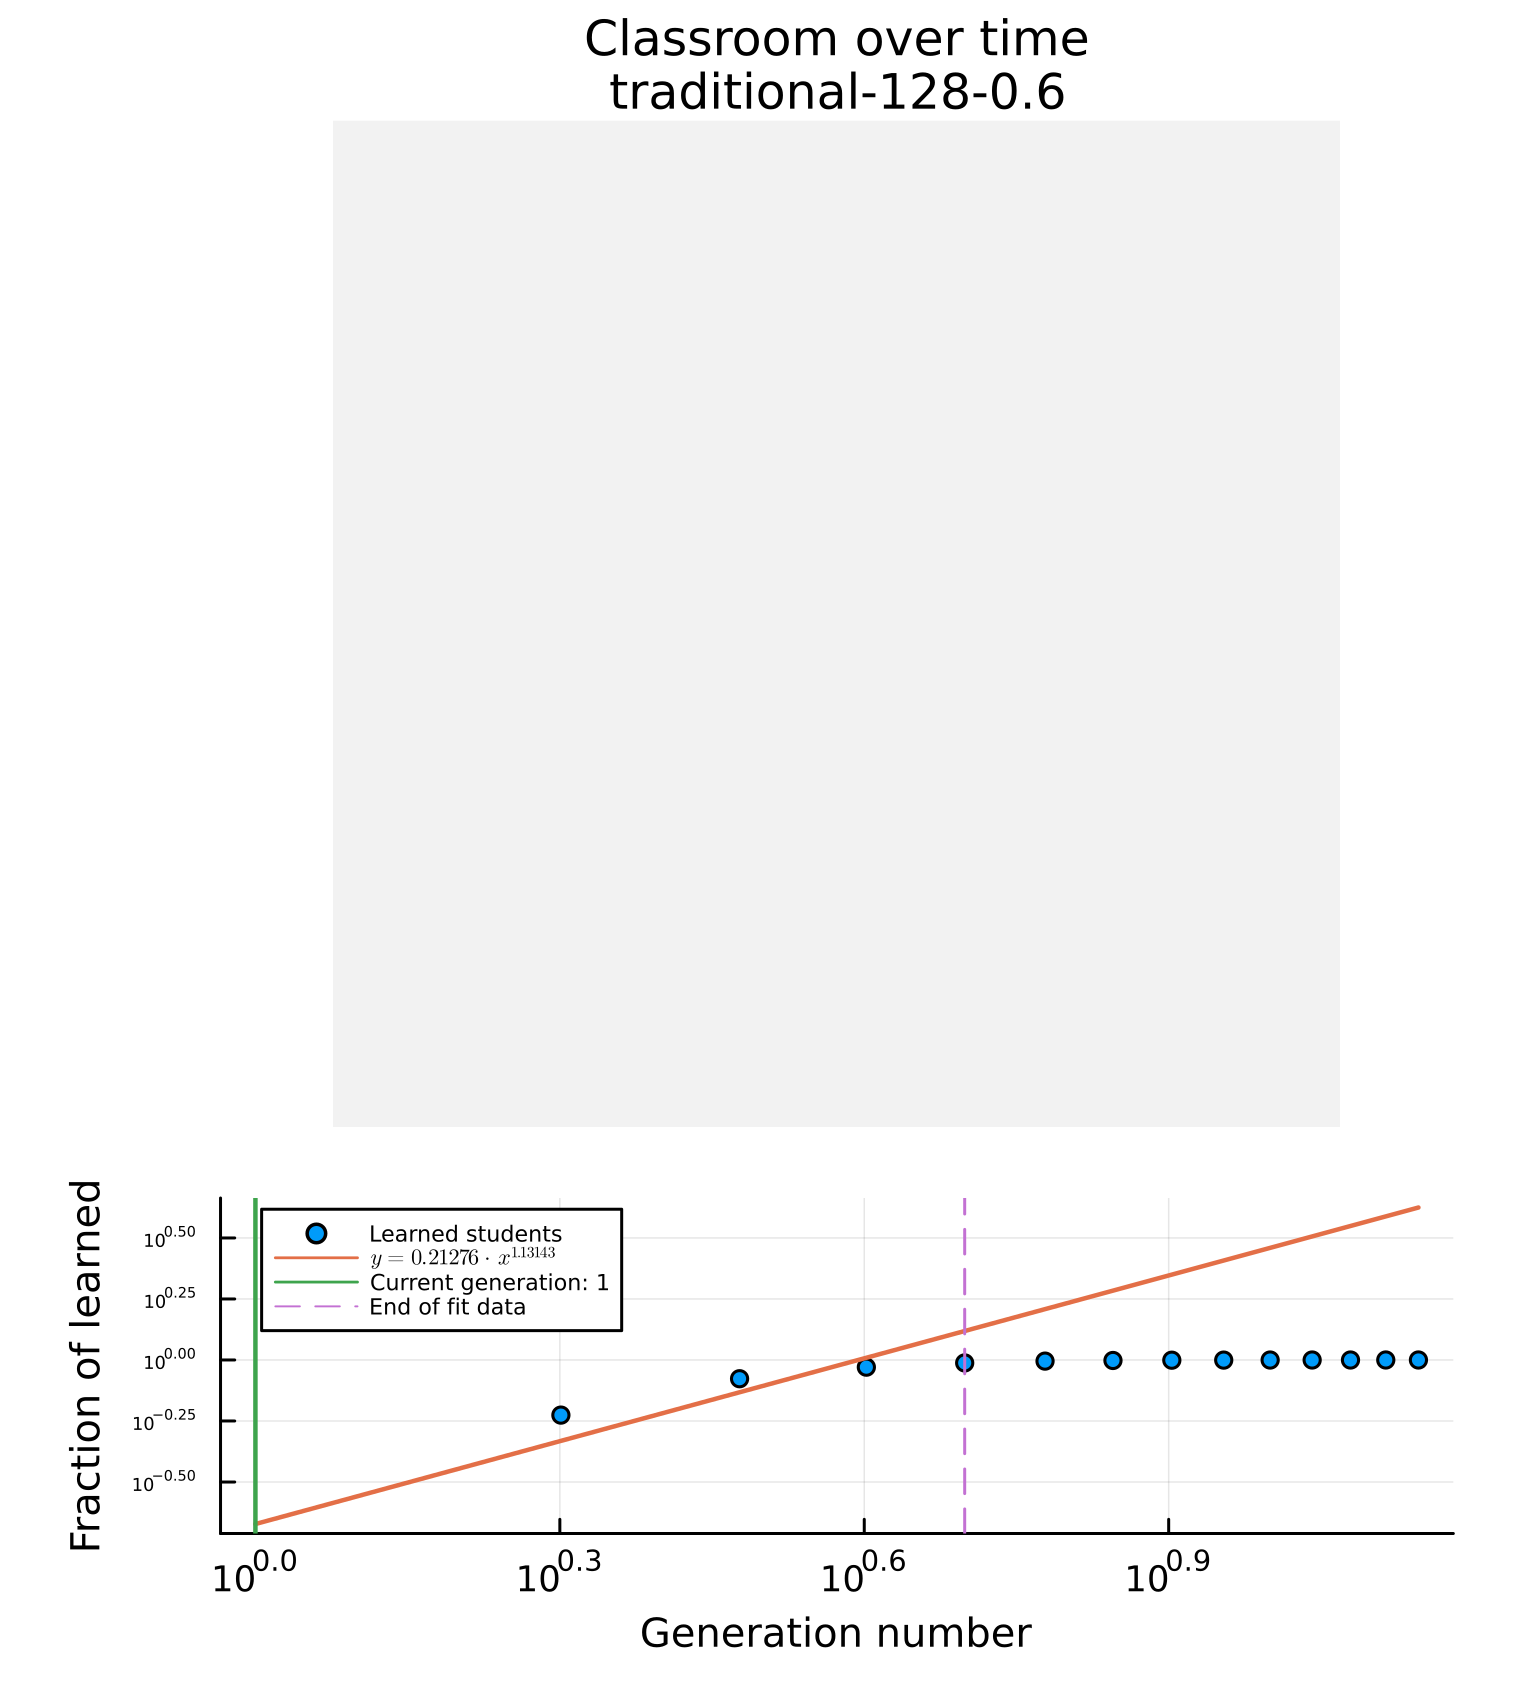 Classroom over time
traditional-128-0.6
Fraction of learned
10^0.50
10^0.25
10^0.00
10^−0.25
10^−0.50
Learned students
y = 0.21276 · x^1.13143
Current generation: 1
End of fit data
10^0.0 10^0.3 10^0.6 10^0.9
Generation number